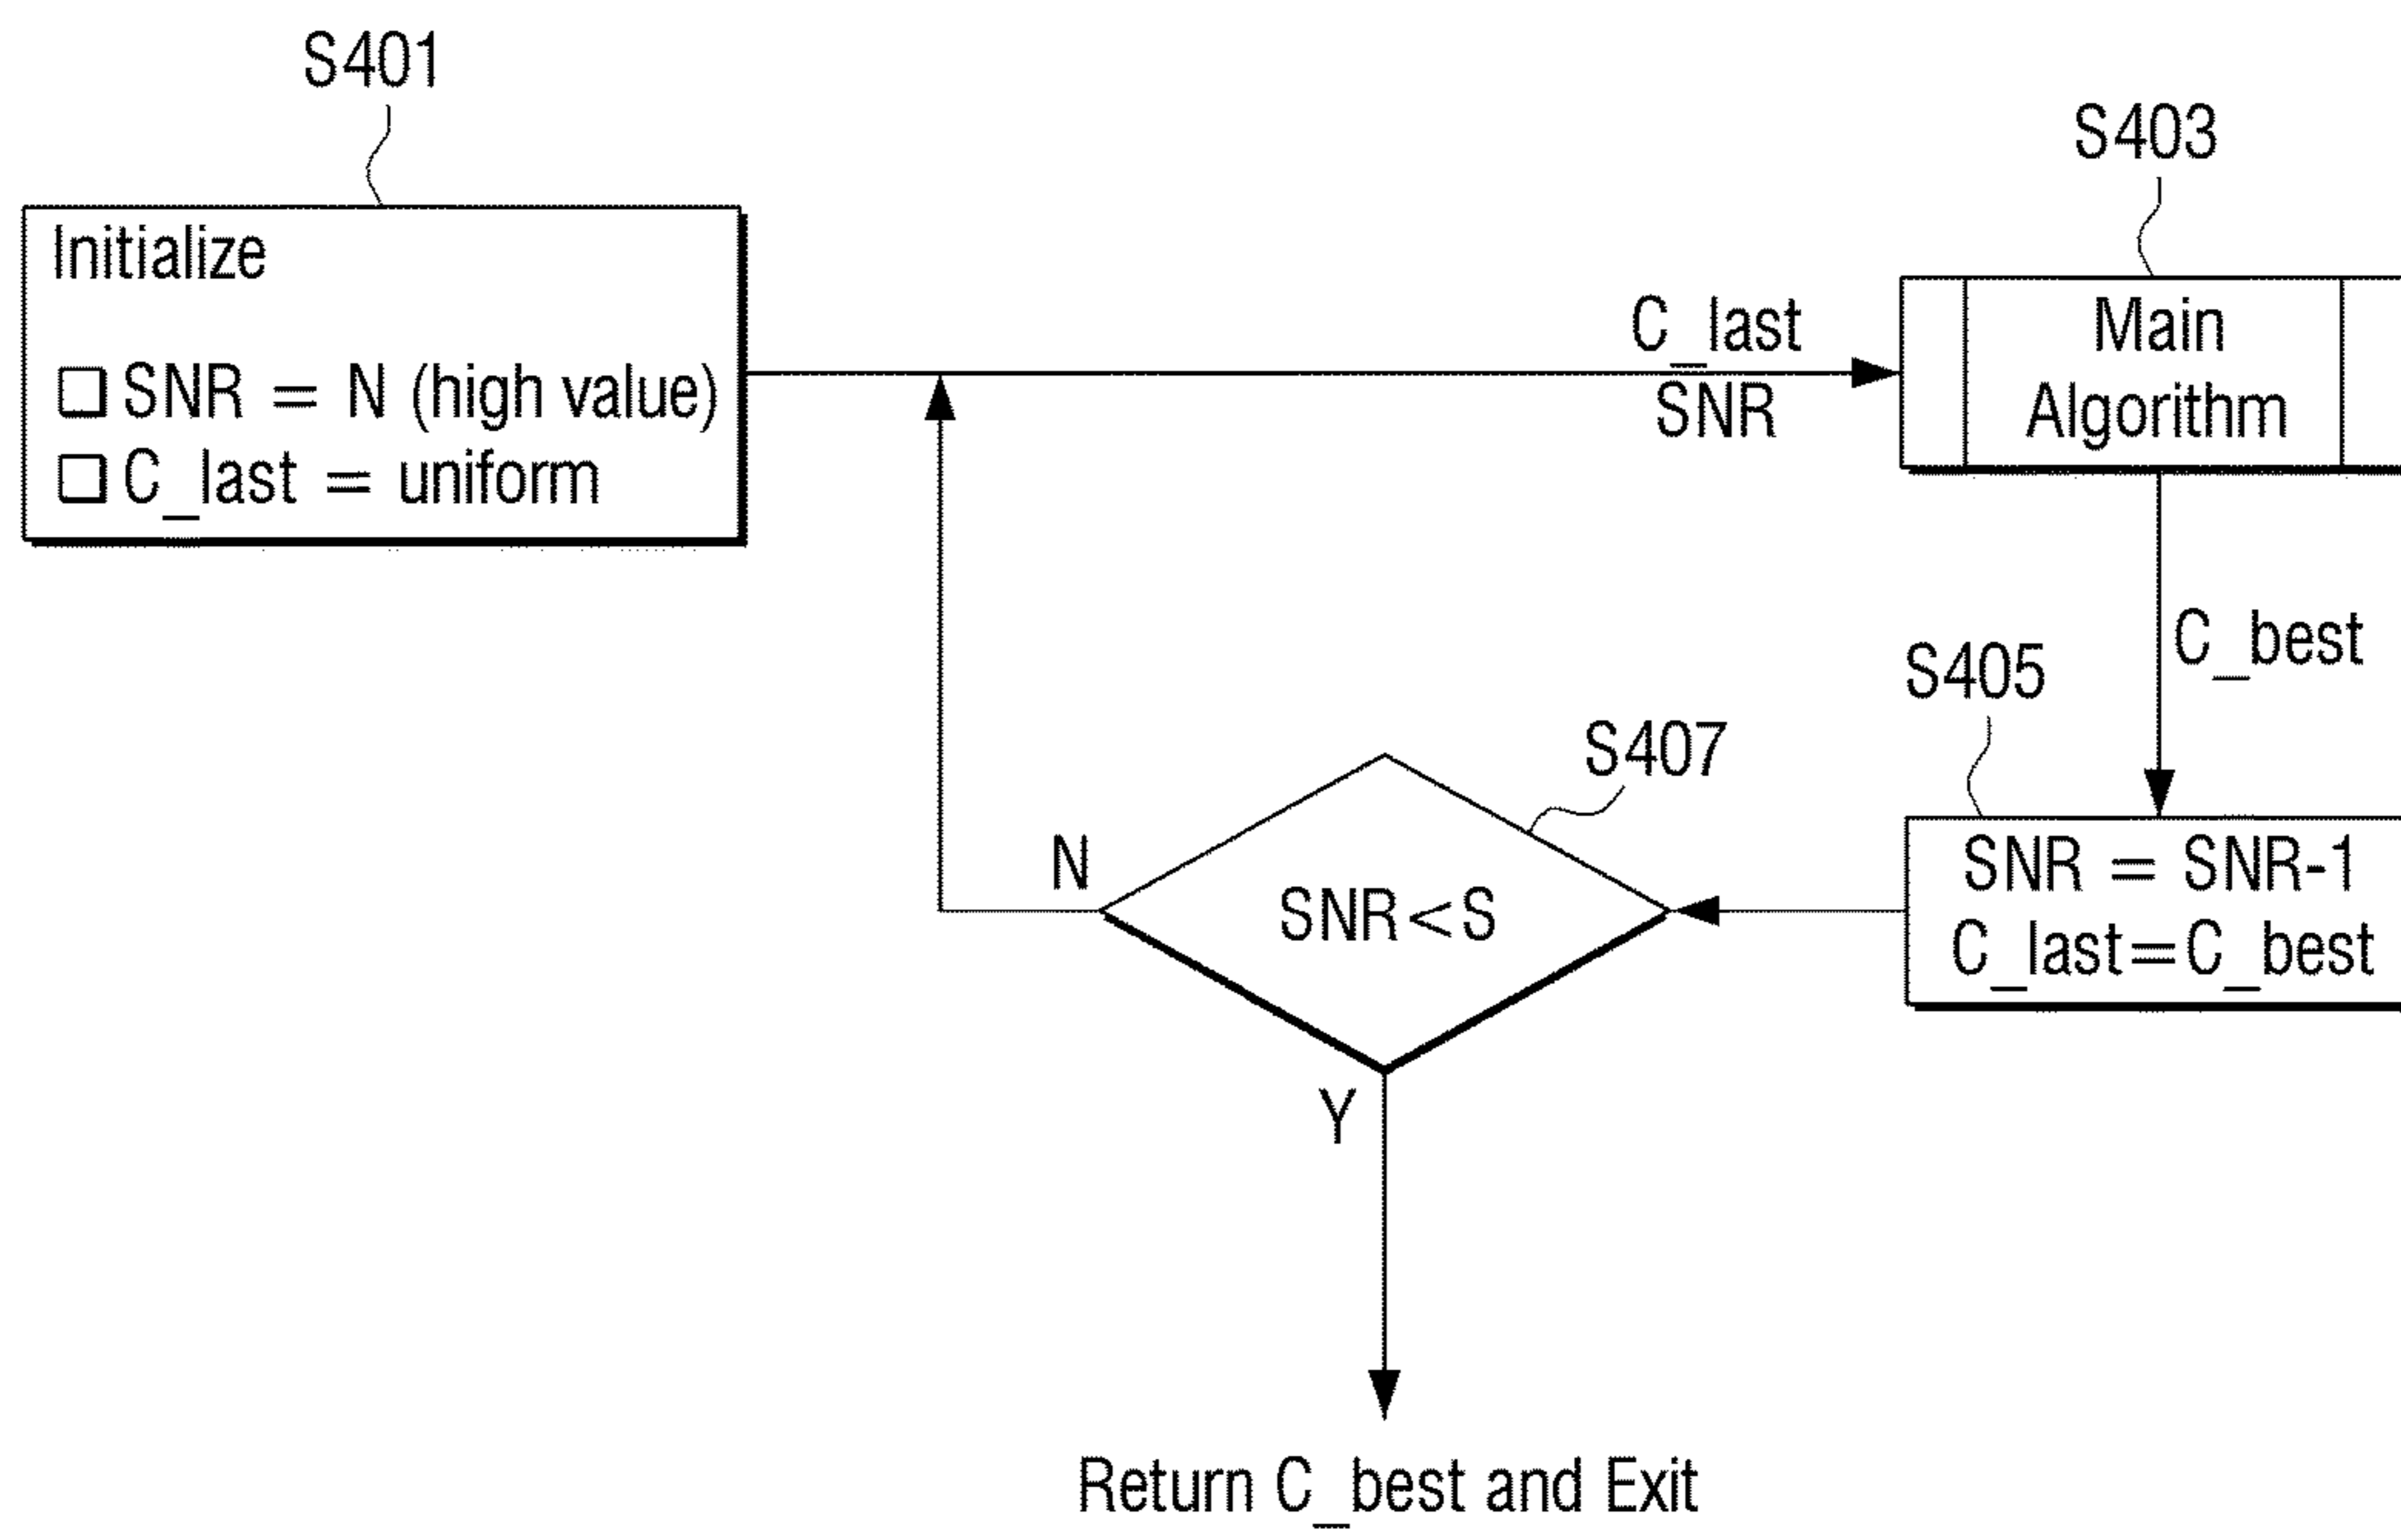 S401
Initialize
☐ SNR = N (high value)
☐ C_last = uniform
C_last
SNR
S403
Main
Algorithm
C_best
S405
SNR = SNR-1
C_last=C_best
S407
SNR<S
N
Y
Return C_best and Exit